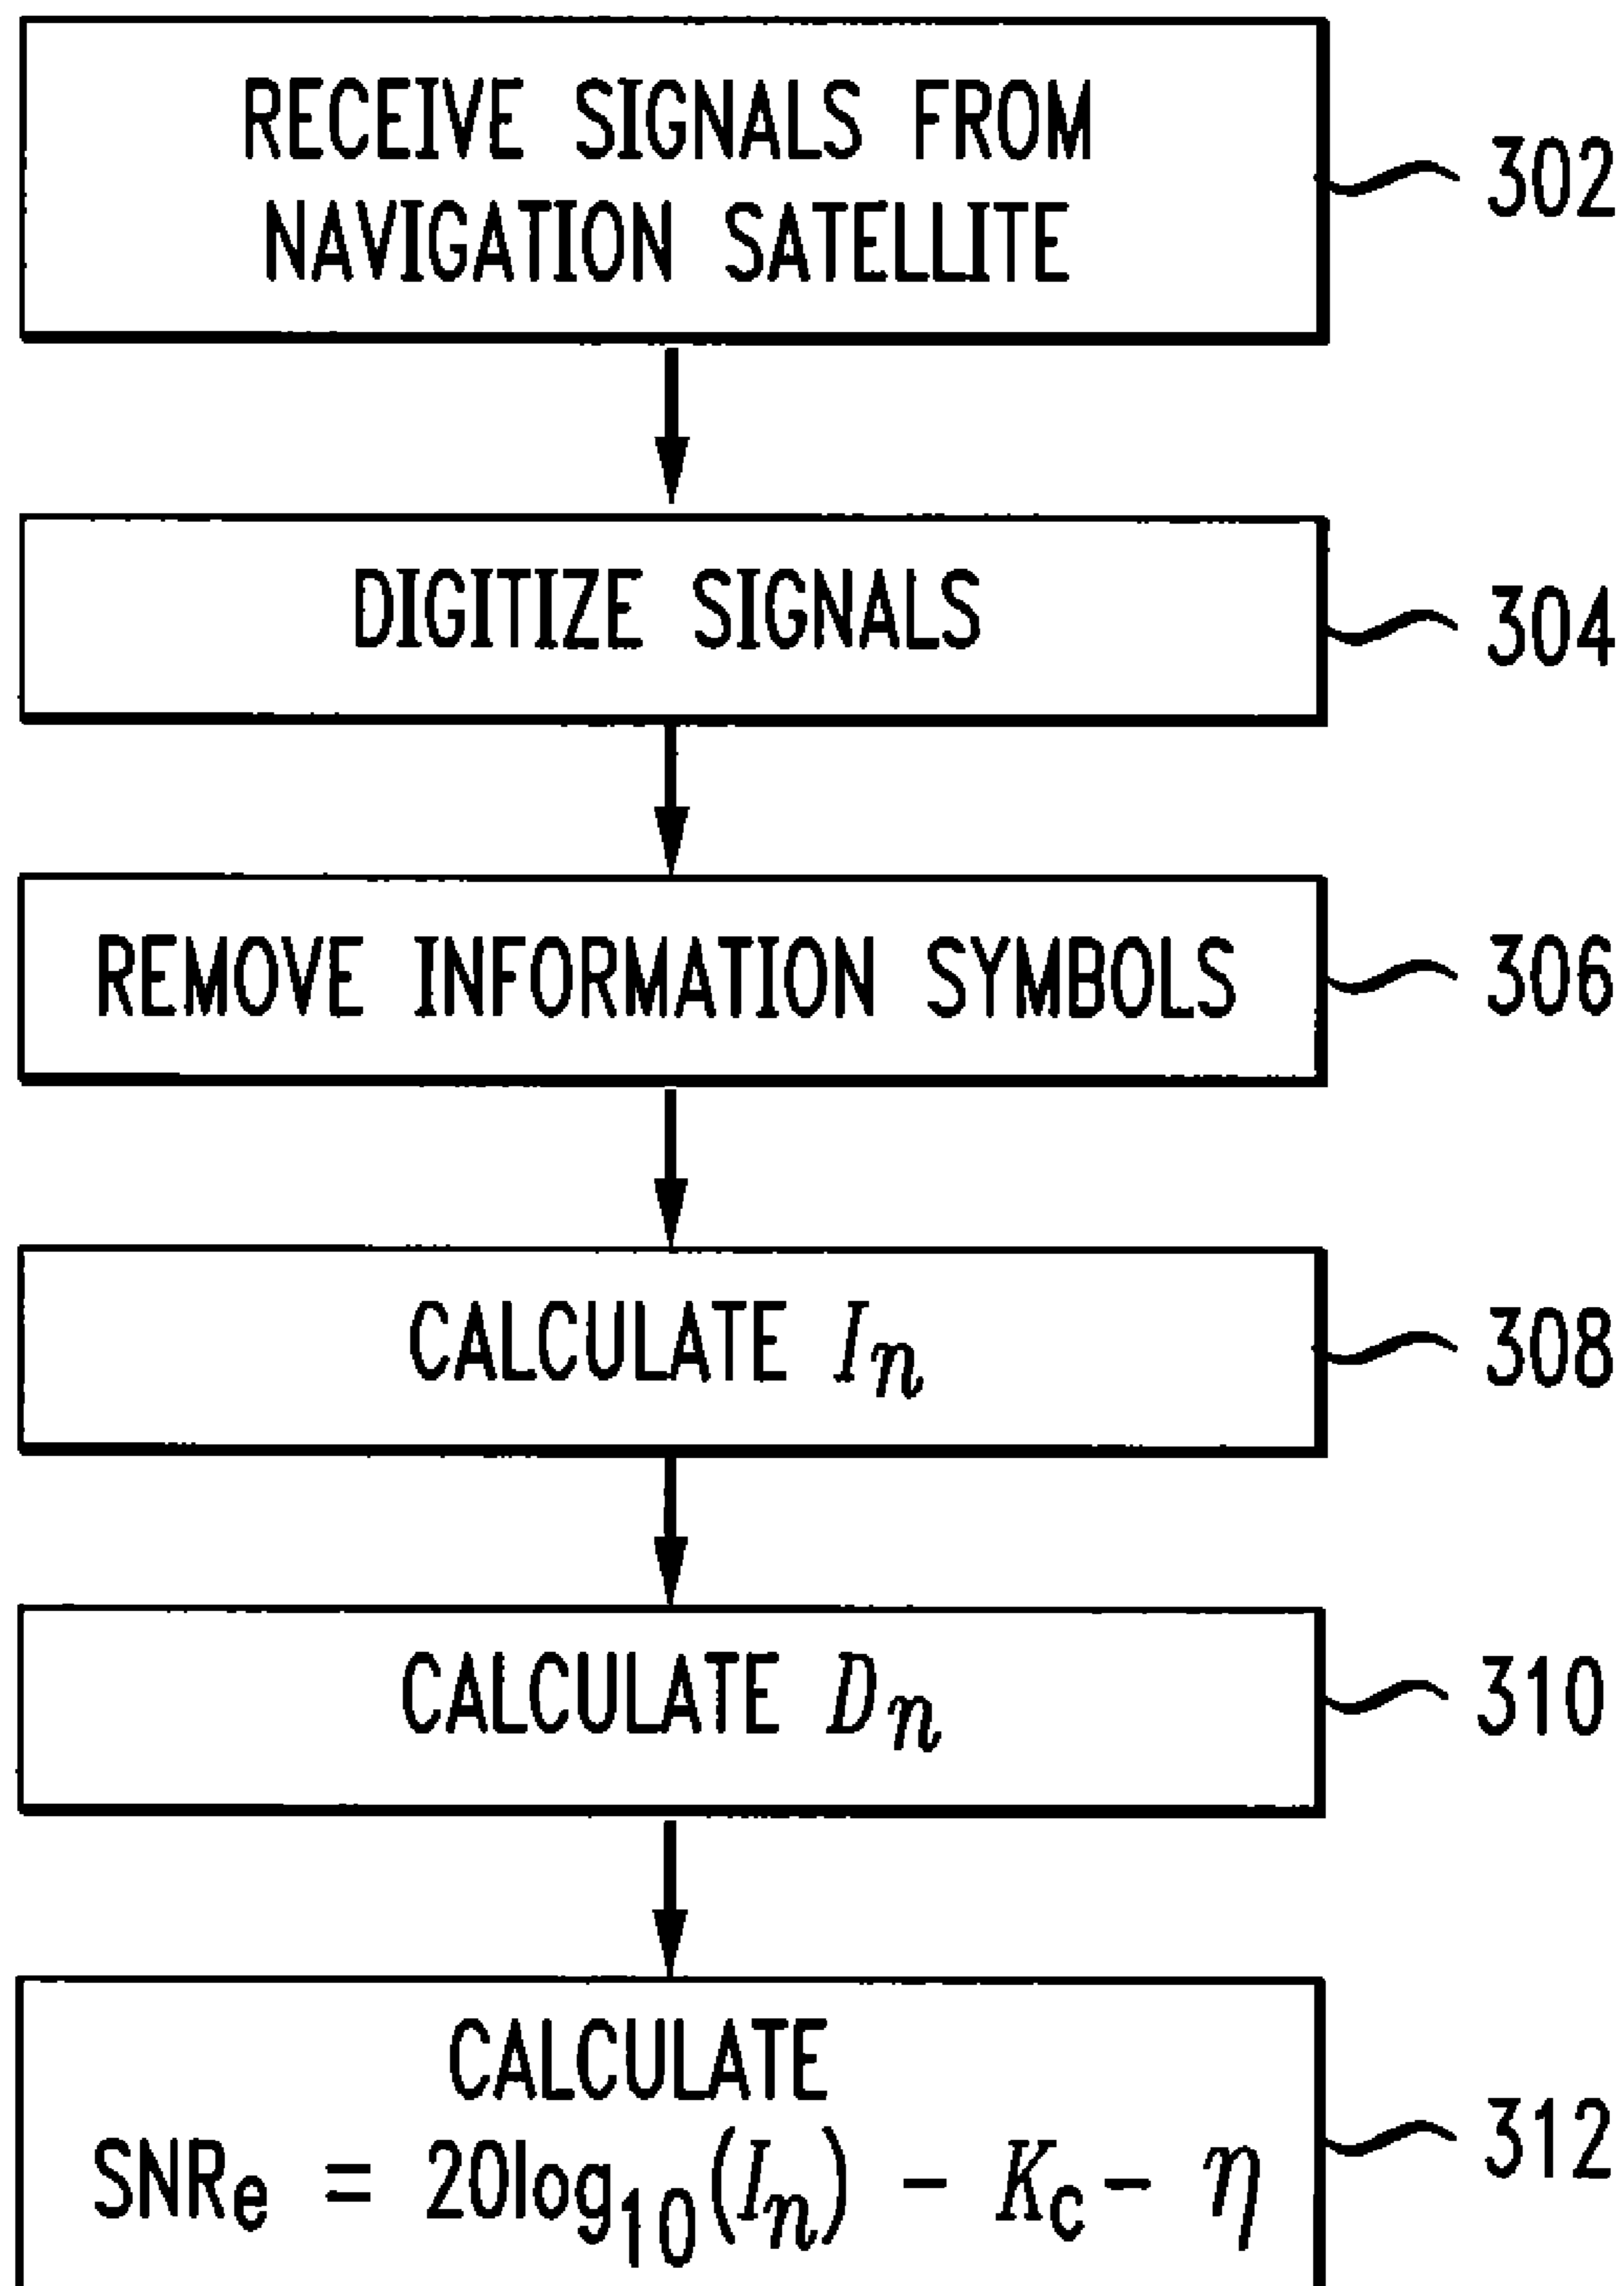 RECEIVE SIGNALS FROM
NAVIGATION SATELLITE
302
DIGITIZE SIGNALS
304
REMOVE INFORMATION SYMBOLS
306
CALCULATE Iₙ
308
CALCULATE Dₙ
310
CALCULATE
SNRₑ = 20log₁₀(Iₙ) - K_c - η
312